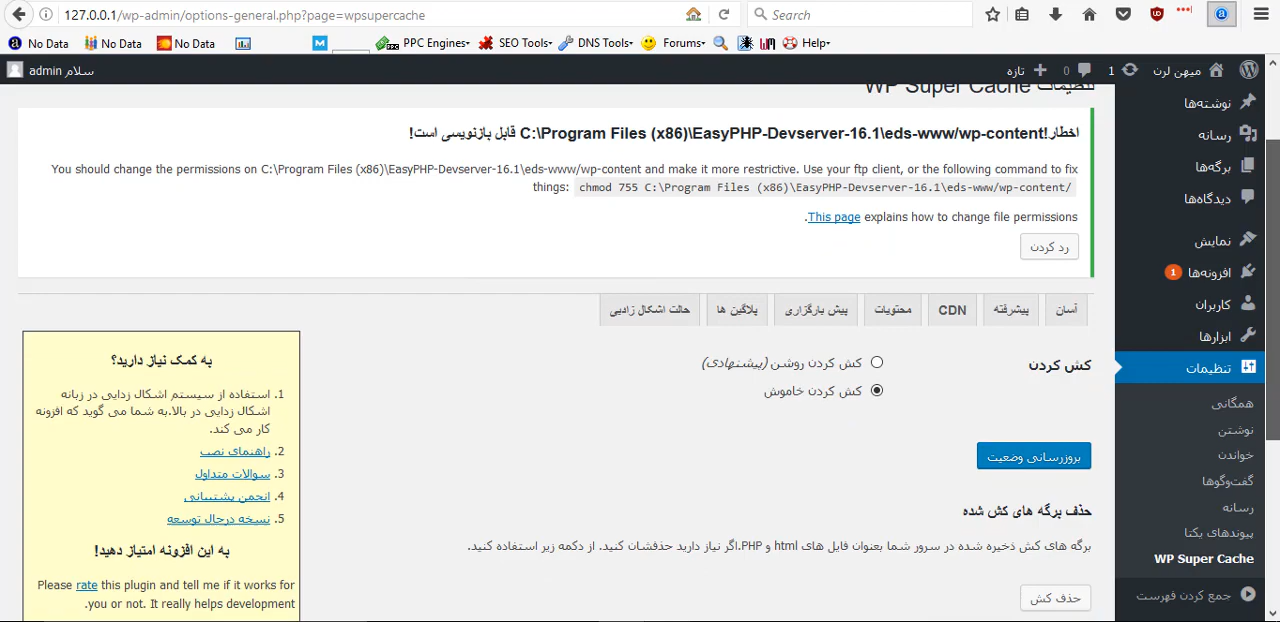 127.0.0.1/wp-admin/options-general.php?page=wpsupercache
Search
No Data
No Data
No Data
PPC Engines
SEO Tools
DNS Tools
Forums
Help
میهن لرن
1
0
تازه
سلام admin
تنظیمات WP Super Cache
اخطار!C:\Program Files (x86)\EasyPHP-Devserver-16.1\eds-www/wp-content قابل بازنویسی است!
You should change the permissions on C:\Program Files (x86)\EasyPHP-Devserver-16.1\eds-www/wp-content and make it more restrictive. Use your ftp client, or the following command to fix
things: chmod 755 C:\Program Files (x86)\EasyPHP-Devserver-16.1\eds-www/wp-content/
This page explains how to change file permissions.
رد کردن
آسان
پیشرفته
CDN
محتویات
پیش بارگزاری
پلاگین ها
حالت اشکال زادیی
کش کردن
کش کردن روشن (پیشنهادی)
کش کردن خاموش
بروزرسانی وضعیت
حذف برگه های کش شده
برگه های کش ذخیره شده در سرور شما بعنوان فایل های html و PHP.اگر نیاز دارید حذفشان کنید. از دکمه زیر استفاده کنید.
حذف کش
به کمک نیاز دارید؟
1. استفاده از سیستم اشکال زدایی در زبانه
اشکال زدایی در بالا.به شما می گوید که افزونه
کار می کند.
2. راهنمای نصب
3. سوالات متداول
4. انجمن پشتیبانی
5. نسخه درحال توسعه
به این افزونه امتیاز دهید!
Please rate this plugin and tell me if it works for
you or not. It really helps development.
نوشته‌ها
رسانه
برگه‌ها
دیدگاه‌ها
نمایش
افزونه‌ها 1
کاربران
ابزارها
تنظیمات
همگانی
نوشتن
خواندن
گفت‌وگوها
رسانه
پیوندهای یکتا
WP Super Cache
جمع کردن فهرست